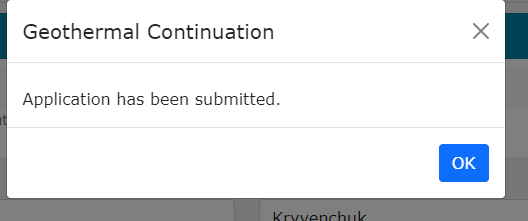 Geothermal Continuation
Application has been submitted.
OK
Kryvenchuk